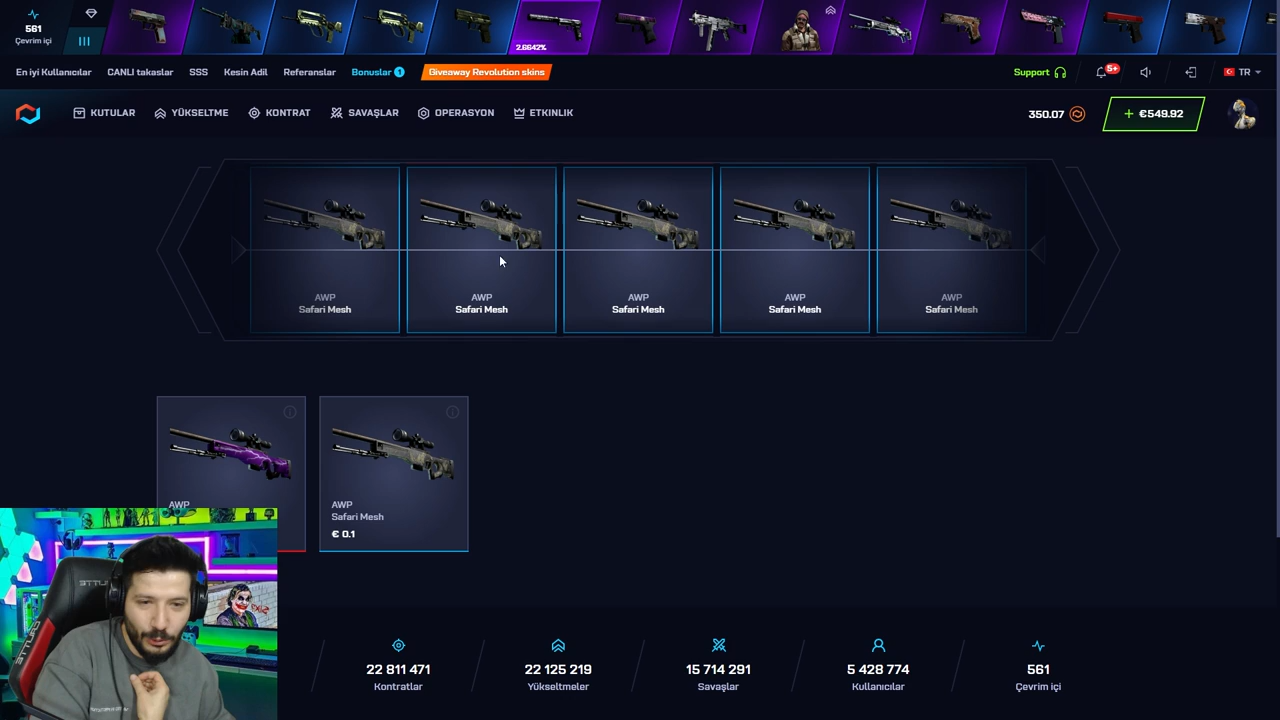 561
Çevrim içi
2.6642%
En iyi Kullanıcılar
CANLI takaslar
SSS
Kesin Adil
Referanslar
Bonuslar 1
Giveaway Revolution skins
Support
5+
TR
KUTULAR
YÜKSELTME
KONTRAT
SAVAŞLAR
OPERASYON
ETKINLIK
350.07
+ €549.92
AWP
Safari Mesh
AWP
Safari Mesh
AWP
Safari Mesh
AWP
Safari Mesh
AWP
Safari Mesh
AWP
AWP
Safari Mesh
€ 0.1
22 811 471
Kontratlar
22 125 219
Yükseltmeler
15 714 291
Savaşlar
5 428 774
Kullanıcılar
561
Çevrim içi